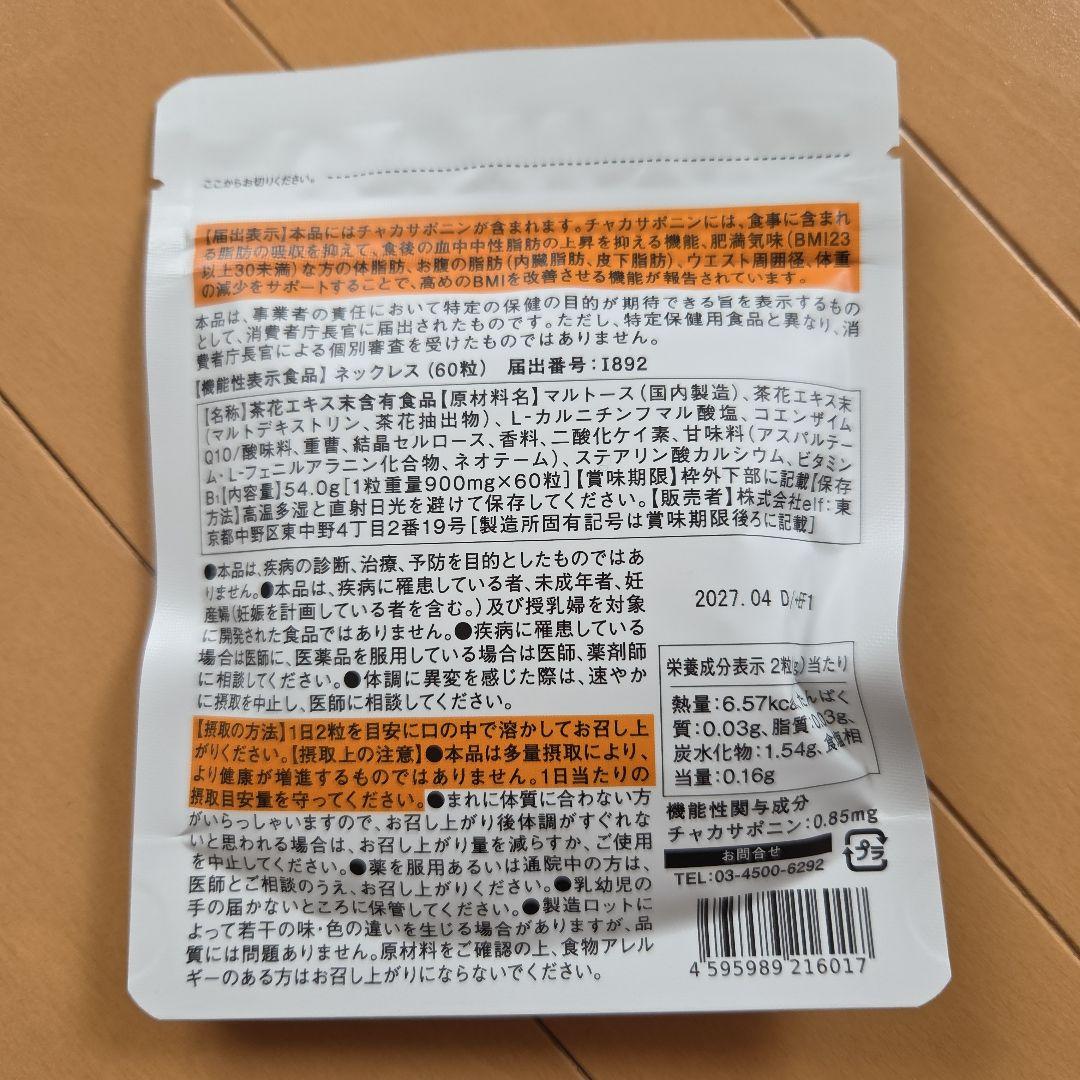 ここからお切りください。
【届出表示】本品にはチャカサポニンが含まれます。チャカサポニンには、食事に含まれ
る脂肪の吸収を抑えて、食後の血中中性脂肪の上昇を抑える機能、肥満気味(BMI23
以上30未満)な方の体脂肪、お腹の脂肪(内臓脂肪、皮下脂肪)、ウエスト周囲径、体重
の減少をサポートすることで、高めのBMIを改善させる機能が報告されています。
本品は、事業者の責任において特定の保健の目的が期待できる旨を表示するもの
として、消費者庁長官に届出されたものです。ただし、特定保健用食品と異なり、消
費者庁長官による個別審査を受けたものではありません。
【機能性表示食品】ネックレス(60粒) 届出番号:I892
【名称】茶花エキス末含有食品【原材料名】マルトース(国内製造)、茶花エキス末
(マルトデキストリン、茶花抽出物)、L-カルニチンフマル酸塩、コエンザイム
Q10/酸味料、重曹、結晶セルロース、香料、二酸化ケイ素、甘味料(アスパルテー
ム・L-フェニルアラニン化合物、ネオテーム)、ステアリン酸カルシウム、ビタミン
B1【内容量】54.0g[1粒重量900mg×60粒]【賞味期限】枠外下部に記載【保存
方法】高温多湿と直射日光を避けて保存してください。【販売者】株式会社elf:東
京都中野区東中野4丁目2番19号[製造所固有記号は賞味期限後ろに記載]
●本品は、疾病の診断、治療、予防を目的としたものではあ
りません。●本品は、疾病に罹患している者、未成年者、妊
産婦(妊娠を計画している者を含む。)及び授乳婦を対象
に開発された食品ではありません。●疾病に罹患している
場合は医師に、医薬品を服用している場合は医師、薬剤師
に相談してください。●体調に異変を感じた際は、速やか
に摂取を中止し、医師に相談してください。
【摂取の方法】1日2粒を目安に口の中で溶かしてお召し上
がりください。【摂取上の注意】●本品は多量摂取により、
より健康が増進するものではありません。1日当たりの
摂取目安量を守ってください。●まれに体質に合わない方
がいらっしゃいますので、お召し上がり後体調がすぐれな
いと思われる場合は、お召し上がり量を減らすか、ご使用
を中止してください。●薬を服用あるいは通院中の方は、
医師とご相談のうえ、お召し上がりください。●乳幼児の
手の届かないところに保管してください。●製造ロットに
よって若干の味・色の違いを生じる場合がありますが、品
質には問題ありません。原材料をご確認の上、食物アレル
ギーのある方はお召し上がりにならないでください。
2027.04
栄養成分表示 2粒 当たり
熱量:6.57kc たんぱく
質:0.03g、脂質:
炭水化物:1.54g、食塩相
当量:0.16g
機能性関与成分
チャカサポニン:0.85mg
お問合せ
TEL:03-4500-6292
プラ
4 595989 216017